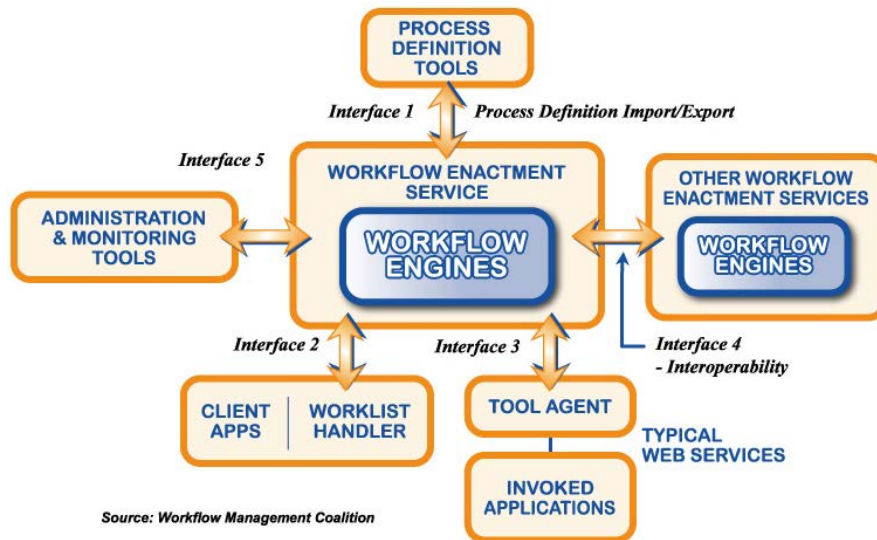 PROCESS
DEFINITION
TOOLS
Interface 1
Process Definition Import/Export
Interface 5
WORKFLOW ENACTMENT
SERVICE
WORKFLOW
ENGINES
OTHER WORKFLOW
ENACTMENT SERVICES
WORKFLOW
ENGINES
ADMINISTRATION
& MONITORING
TOOLS
Interface 2
Interface 3
Interface 4
- Interoperability
CLIENT
APPS
WORKLIST
HANDLER
TOOL AGENT
TYPICAL
WEB SERVICES
INVOKED
APPLICATIONS
Source: Workflow Management Coalition